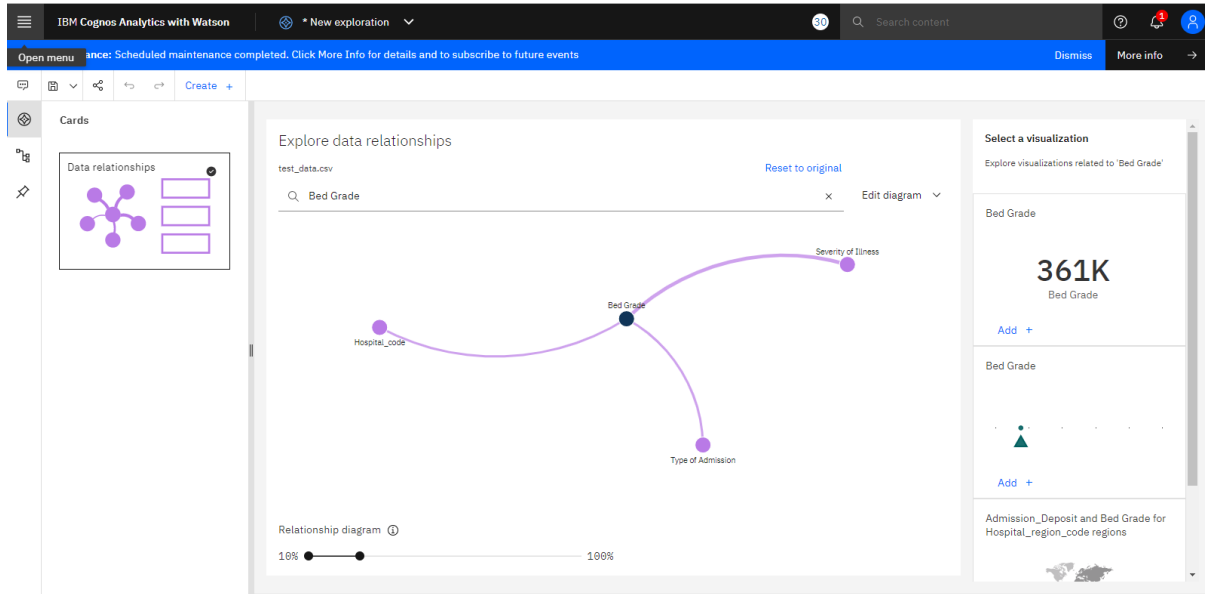 IBM Cognos Analytics with Watson
* New exploration
30
Search content
1
Open menu
ance: Scheduled maintenance completed. Click More Info for details and to subscribe to future events
Dismiss
More info
Create +
Cards
Data relationships
Explore data relationships
test_data.csv
Reset to original
Bed Grade
Edit diagram
Severity of Illness
Bed Grade
Hospital_code
Type of Admission
Relationship diagram
10%
100%
Select a visualization
Explore visualizations related to 'Bed Grade'
Bed Grade
361K
Bed Grade
Add +
Bed Grade
Add +
Admission_Deposit and Bed Grade for
Hospital_region_code regions